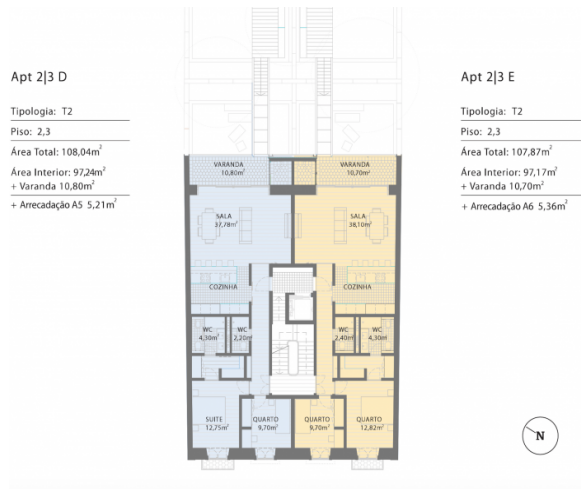 Apt 2|3 D
Tipologia: T2
Piso: 2,3
Área Total: 108,04m²
Área Interior: 97,24m²
+ Varanda 10,80m²
+ Arrecadação A5 5,21m²
Apt 2|3 E
Tipologia: T2
Piso: 2,3
Área Total: 107,87m²
Área Interior: 97,17m²
+ Varanda 10,70m²
+ Arrecadação A6 5,36m²
VARANDA
10,80m²
VARANDA
10,70m²
SALA
37,78m²
SALA
38,10m²
COZINHA
COZINHA
WC
4,30m²
WC
2,20m²
WC
2,40m²
WC
4,30m²
SUITE
12,75m²
QUARTO
9,70m²
QUARTO
9,70m²
QUARTO
12,82m²
N